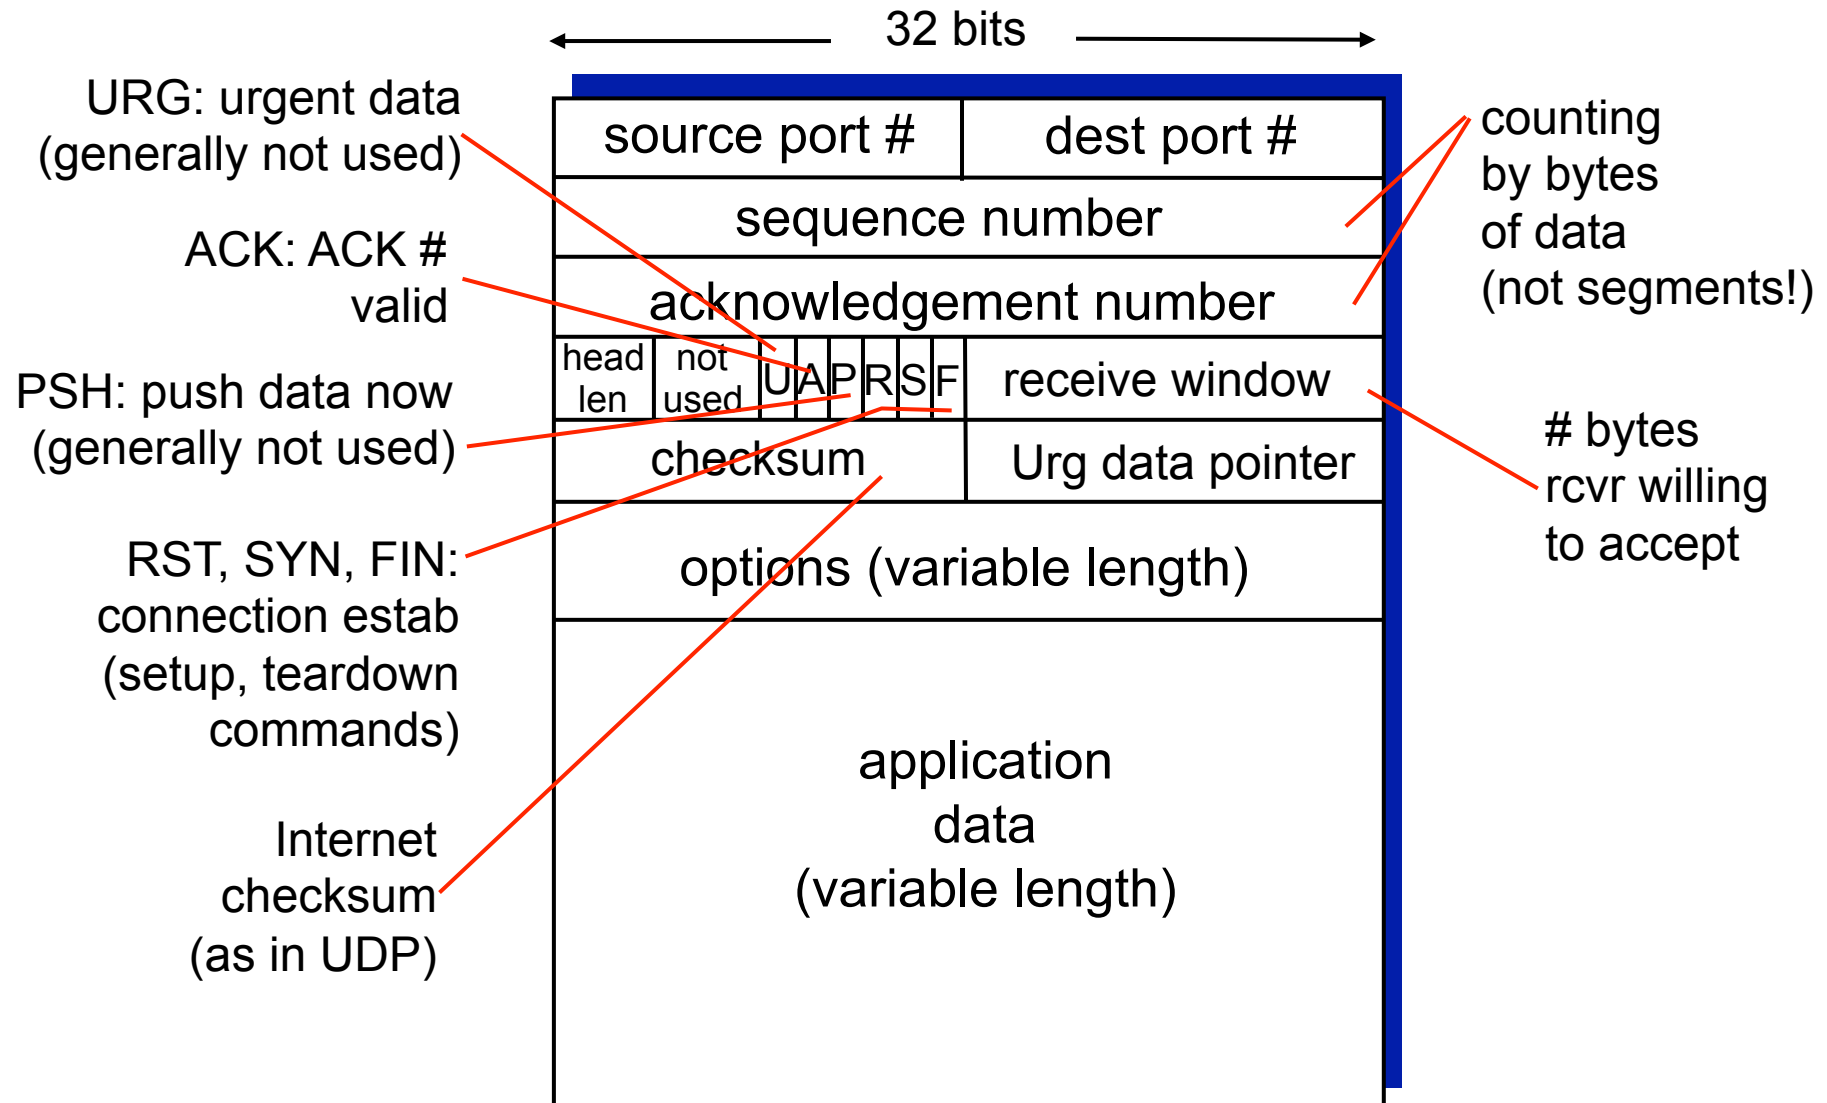 32 bits
URG: urgent data
(generally not used)
ACK: ACK #
valid
PSH: push data now
(generally not used)
RST, SYN, FIN:
connection estab
(setup, teardown
commands)
Internet
checksum
(as in UDP)
source port #
dest port #
sequence number
acknowledgement number
head
len
not
used
U
A
P
R
S
F
receive window
checksum
Urg data pointer
options (variable length)
application
data
(variable length)
counting
by bytes
of data
(not segments!)
# bytes
rcvr willing
to accept